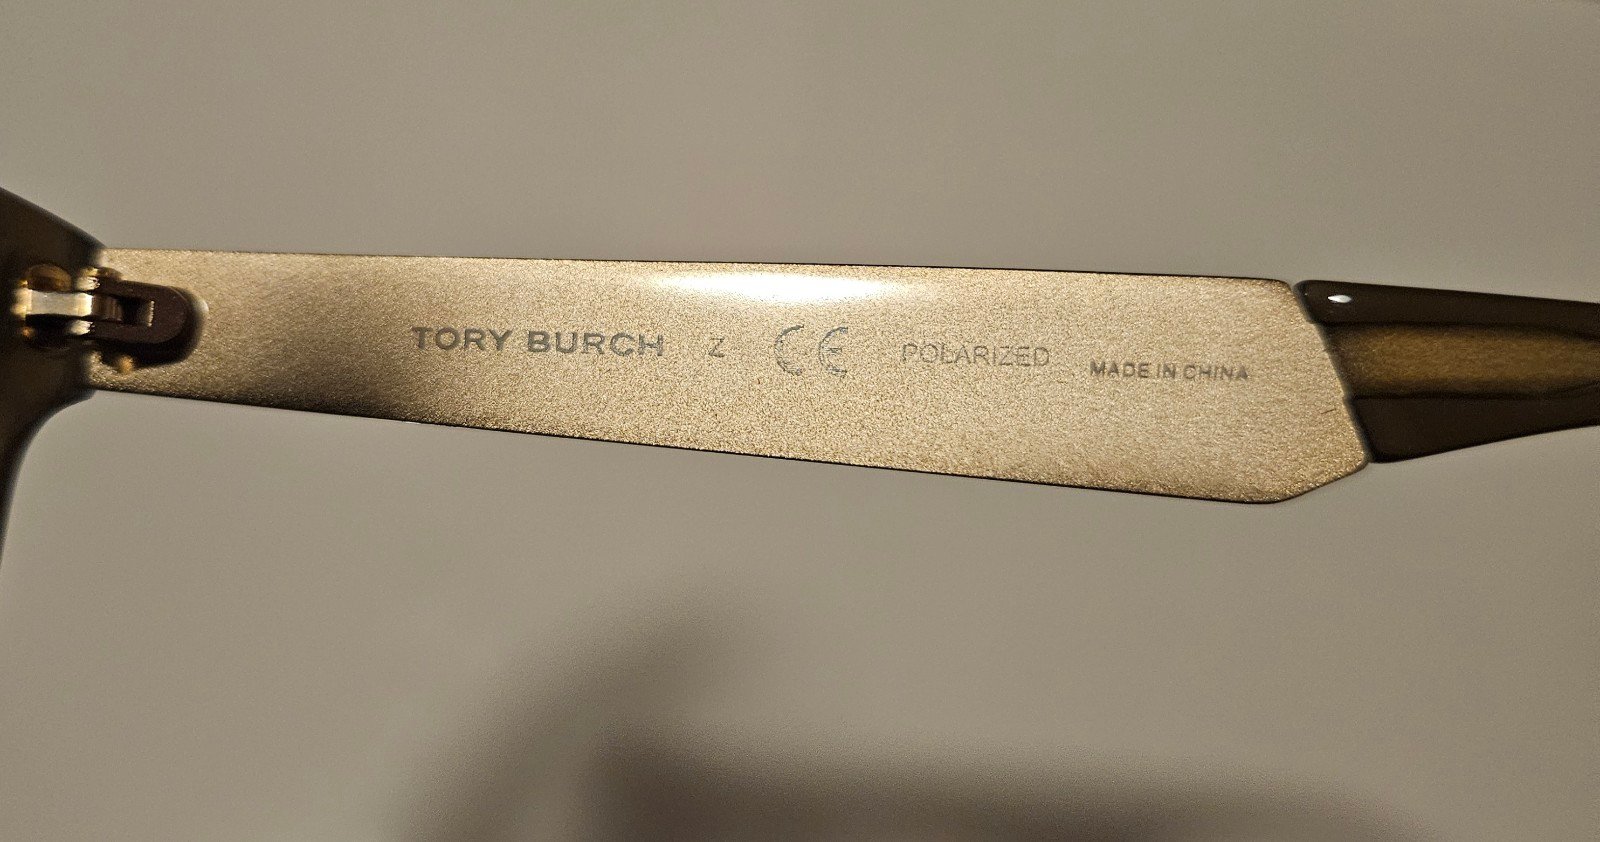 TORY BURCH Z CE POLARIZED MADE IN CHINA